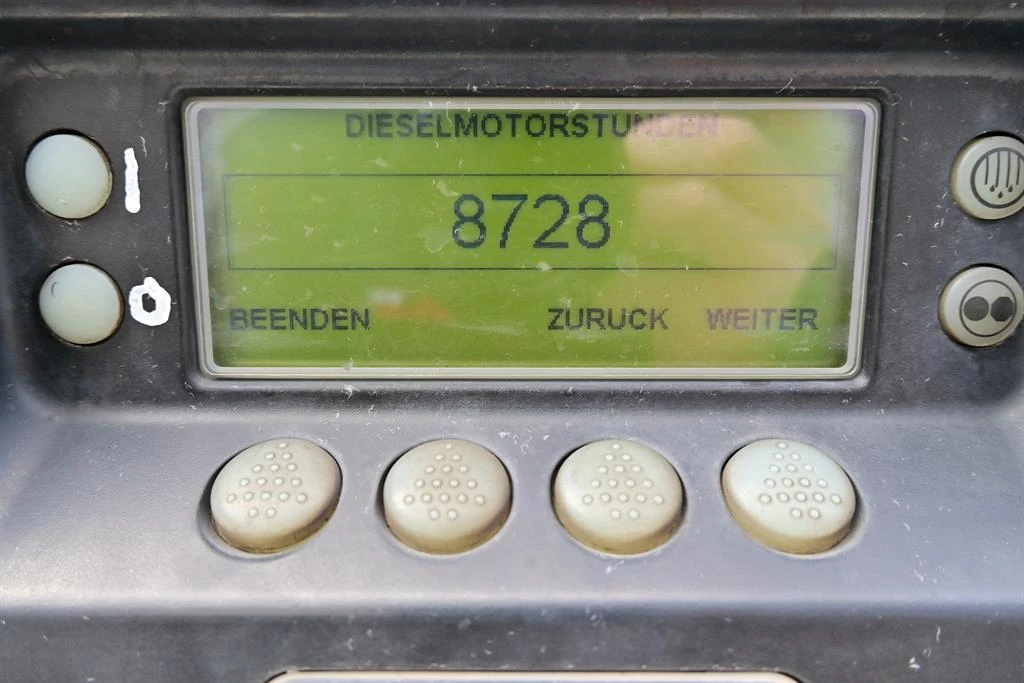 DIESELMOTORSTUNDEN
8728
BEENDEN ZURUCK WEITER
I
O